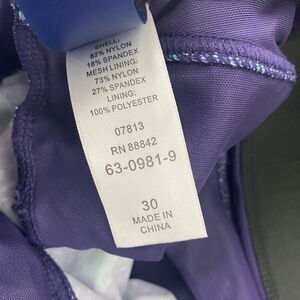 SHELL:
82% NYLON
18% SPANDEX
MESH LINING:
73% NYLON
27% SPANDEX
LINING:
100% POLYESTER
07813
RN 88842
63-0981-9
30
MADE IN
CHINA